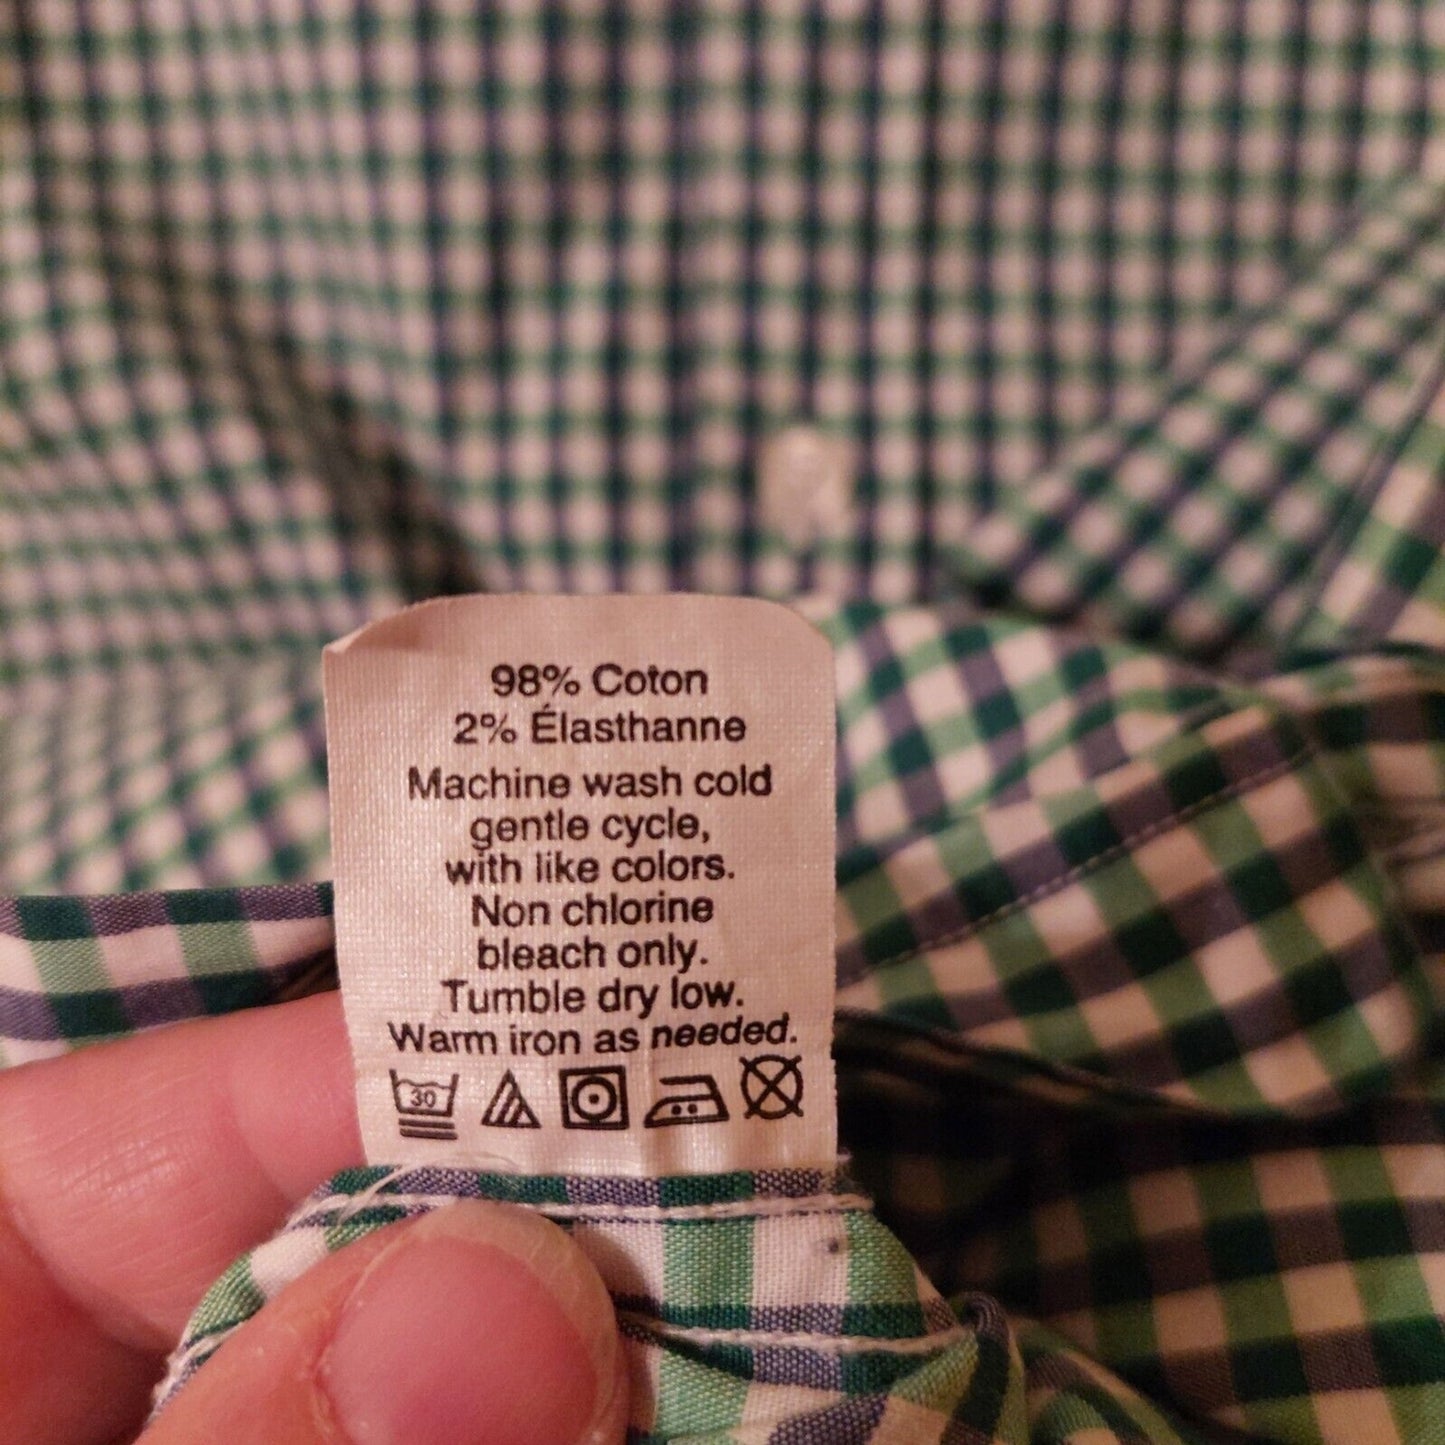 98% Coton
2% Élasthanne
Machine wash cold
gentle cycle,
with like colors.
Non chlorine
bleach only.
Tumble dry low.
Warm iron as needed.
30